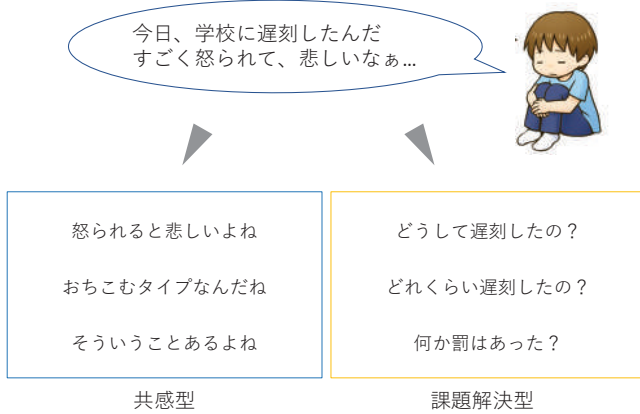 今日、学校に遅刻したんだ
すごく怒られて、悲しいなぁ...
怒られると悲しいよね
おちこむタイプなんだね
そういうことあるよね
共感型
どうして遅刻したの？
どれくらい遅刻したの？
何か罰はあった？
課題解決型